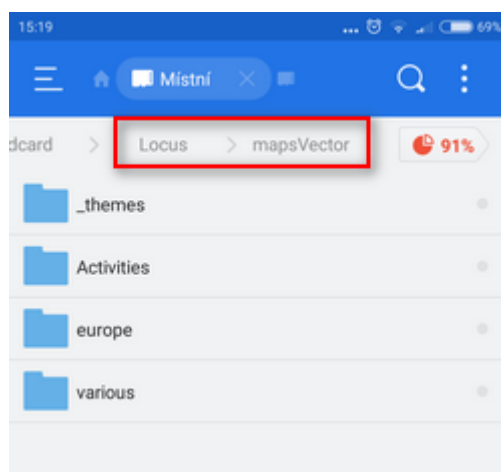 15:19 ... 69%
Místní
dcard > Locus > mapsVector 91%
_themes
Activities
europe
various